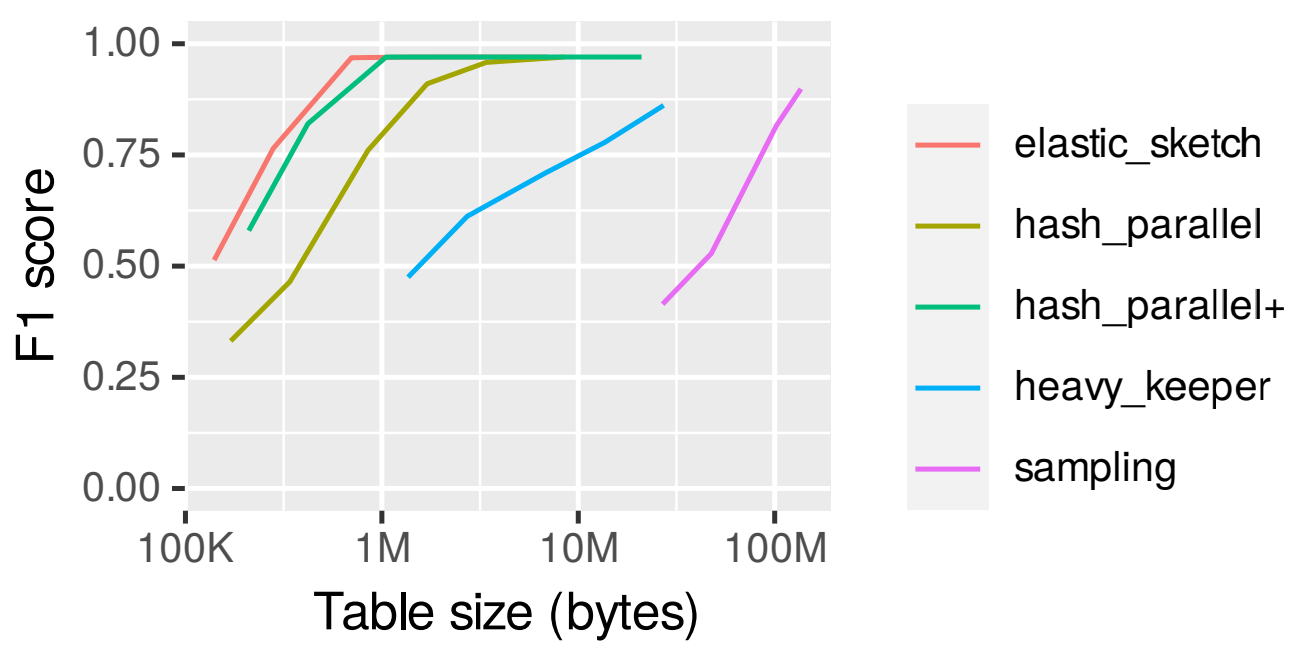 F1 score
1.00
0.75
0.50
0.25
0.00
100K 1M 10M 100M
Table size (bytes)
elastic_sketch
hash_parallel
hash_parallel+
heavy_keeper
sampling